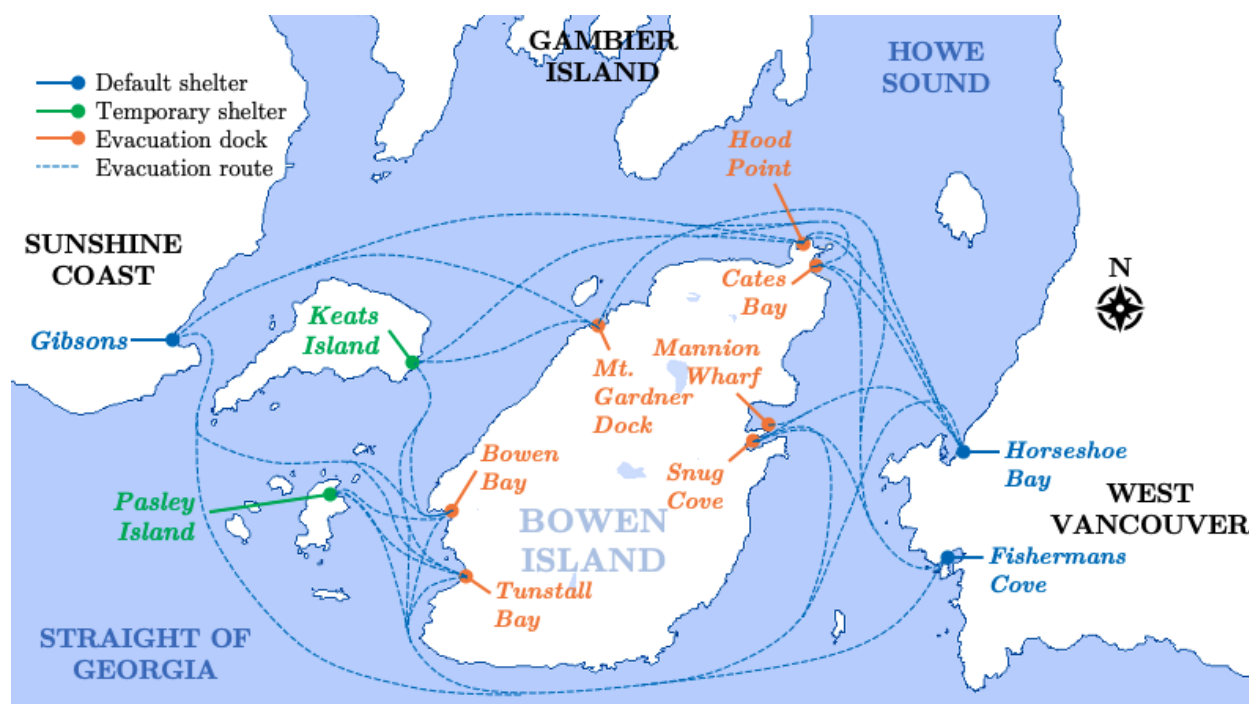 GAMBIER
ISLAND
HOWE
SOUND
Default shelter
Temporary shelter
Evacuation dock
Evacuation route
Hood
Point
SUNSHINE
COAST
N
Cates
Bay
Keats
Island
Gibsons
Mannion
Wharf
Mt.
Gardner
Dock
Bowen
Bay
Snug
Cove
Horseshoe
Bay
Pasley
Island
WEST
VANCOUVER
BOWEN
ISLAND
Fishermans
Cove
Tunstall
Bay
STRAIGHT OF
GEORGIA